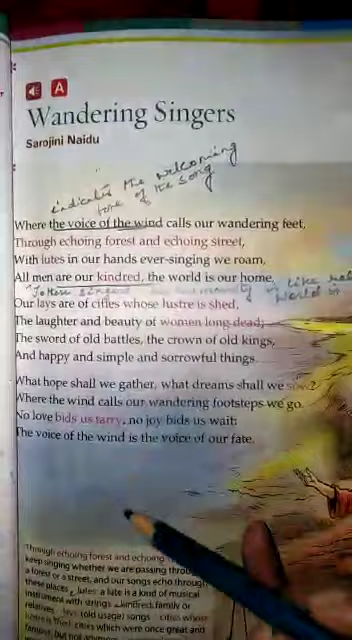 A
Wandering Singers
Sarojini Naidu
indicates the welcoming
tone of the song
Where the voice of the wind calls our wandering feet,
Through echoing forest and echoing street,
With lutes in our hands ever-singing we roam,
All men are our kindred, the world is our home.
like
world
Our lays are of cities whose lustre is shed,
The laughter and beauty of women long dead;
The sword of old battles, the crown of old kings,
And happy and simple and sorrowful things.
What hope shall we gather, what dreams shall we sow?
Where the wind calls our wandering footsteps we go.
No love bids us tarry, no joy bids us wait:
The voice of the wind is the voice of our fate.
Through echoing forest and echoing
keep singing whether we are passing
a forest or a street, and our songs echo through
these places lutes: a lute is a kind of musical
instrument with strings kindred: family or
relatives lays (old usage) songs cities whose
cities which were once great and
famous, but not